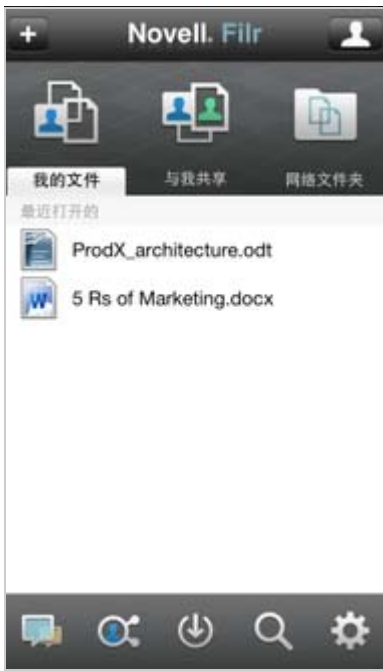 Novell. Filr
我的文件 与我共享 网络文件夹
最近打开的
ProdX_architecture.odt
5 Rs of Marketing.docx